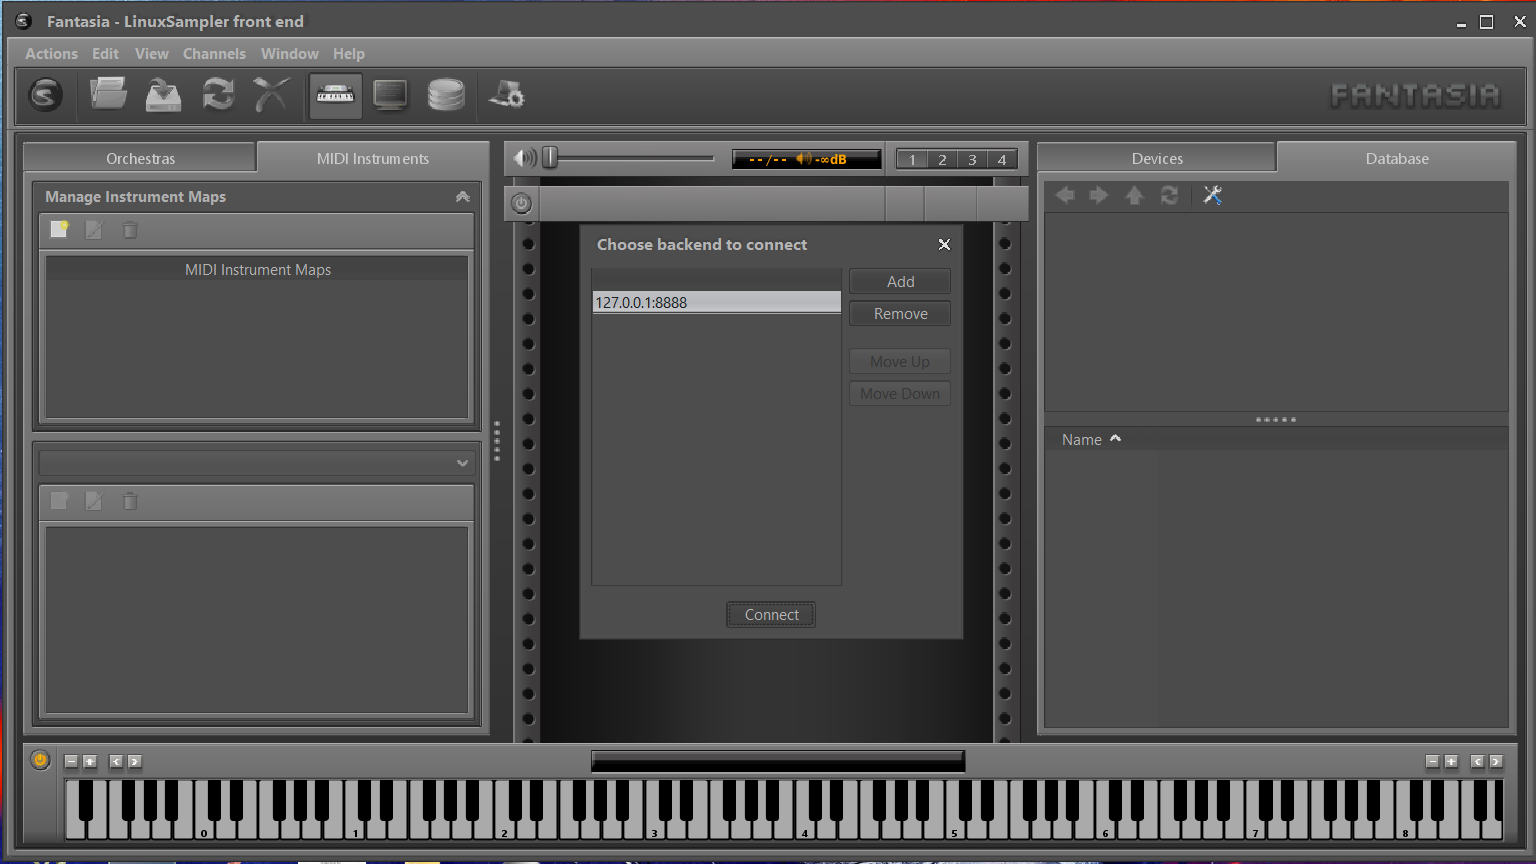 Fantasia - LinuxSampler front end
Actions Edit View Channels Window Help
FANTASIA
Orchestras MIDI Instruments
--/-- -∞dB
1 2 3 4
Devices Database
Manage Instrument Maps
MIDI Instrument Maps
Choose backend to connect
127.0.0.1:8888
Add
Remove
Move Up
Move Down
Connect
Name
0 1 2 3 4 5 6 7 8